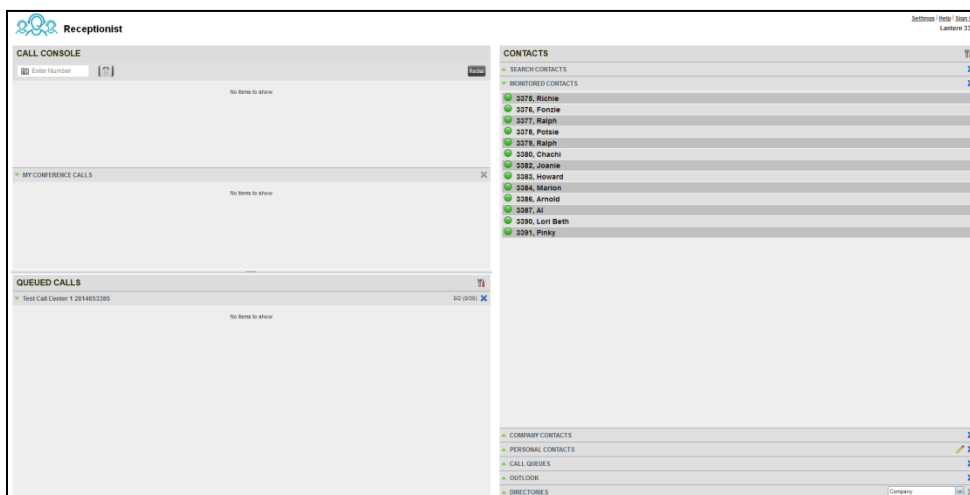 Receptionist
Settings | Help | Sign
Lantern 33
CALL CONSOLE
Enter Number
Redial
No items to show
MY CONFERENCE CALLS
No items to show
QUEUED CALLS
Test Call Center 1 2014653385
0/2 (0/50)
No items to show
CONTACTS
SEARCH CONTACTS
MONITORED CONTACTS
3375, Richie
3376, Fonzie
3377, Ralph
3378, Potsie
3379, Ralph
3380, Chachi
3382, Joanie
3383, Howard
3384, Marion
3386, Arnold
3387, Al
3390, Lori Beth
3391, Pinky
COMPANY CONTACTS
PERSONAL CONTACTS
CALL QUEUES
OUTLOOK
DIRECTORIES
Company